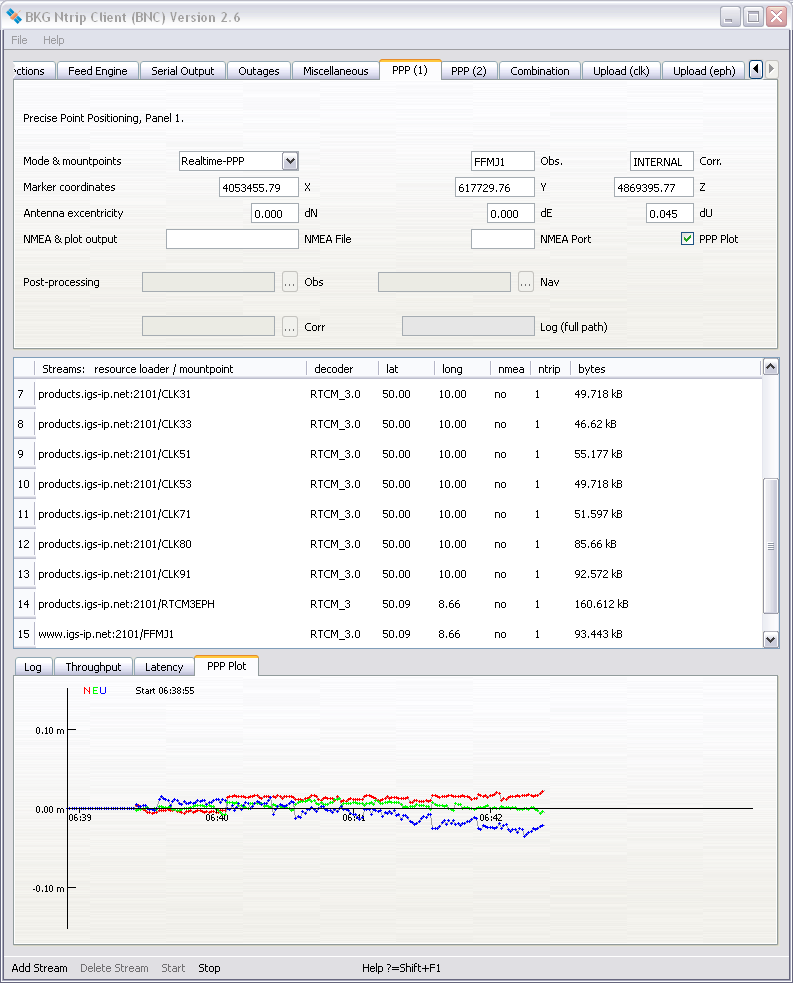 BKG Ntrip Client (BNC) Version 2.6
File Help
ctions Feed Engine Serial Output Outages Miscellaneous PPP (1) PPP (2) Combination Upload (clk) Upload (eph)
Precise Point Positioning, Panel 1.
Mode & mountpoints Realtime-PPP FFMJ1 Obs. INTERNAL Corr.
Marker coordinates 4053455.79 X 617729.76 Y 4869395.77 Z
Antenna excentricity 0.000 dN 0.000 dE 0.045 dU
NMEA & plot output NMEA File NMEA Port PPP Plot
Post-processing ... Obs ... Nav
... Corr Log (full path)
Streams: resource loader / mountpoint decoder lat long nmea ntrip bytes
7 products.igs-ip.net:2101/CLK31 RTCM_3.0 50.00 10.00 no 1 49.718 kB
8 products.igs-ip.net:2101/CLK33 RTCM_3.0 50.00 10.00 no 1 46.62 kB
9 products.igs-ip.net:2101/CLK51 RTCM_3.0 50.00 10.00 no 1 55.177 kB
10 products.igs-ip.net:2101/CLK53 RTCM_3.0 50.00 10.00 no 1 49.718 kB
11 products.igs-ip.net:2101/CLK71 RTCM_3.0 50.00 10.00 no 1 51.597 kB
12 products.igs-ip.net:2101/CLK80 RTCM_3.0 50.00 10.00 no 1 85.66 kB
13 products.igs-ip.net:2101/CLK91 RTCM_3.0 50.00 10.00 no 1 92.572 kB
14 products.igs-ip.net:2101/RTCM3EPH RTCM_3 50.09 8.66 no 1 160.612 kB
15 www.igs-ip.net:2101/FFMJ1 RTCM_3.0 50.09 8.66 no 1 93.443 kB
Log Throughput Latency PPP Plot
N E U Start 06:38:55
0.10 m
0.00 m
06:39 06:40 06:41 06:42
-0.10 m
Add Stream Delete Stream Start Stop Help ?=Shift+F1